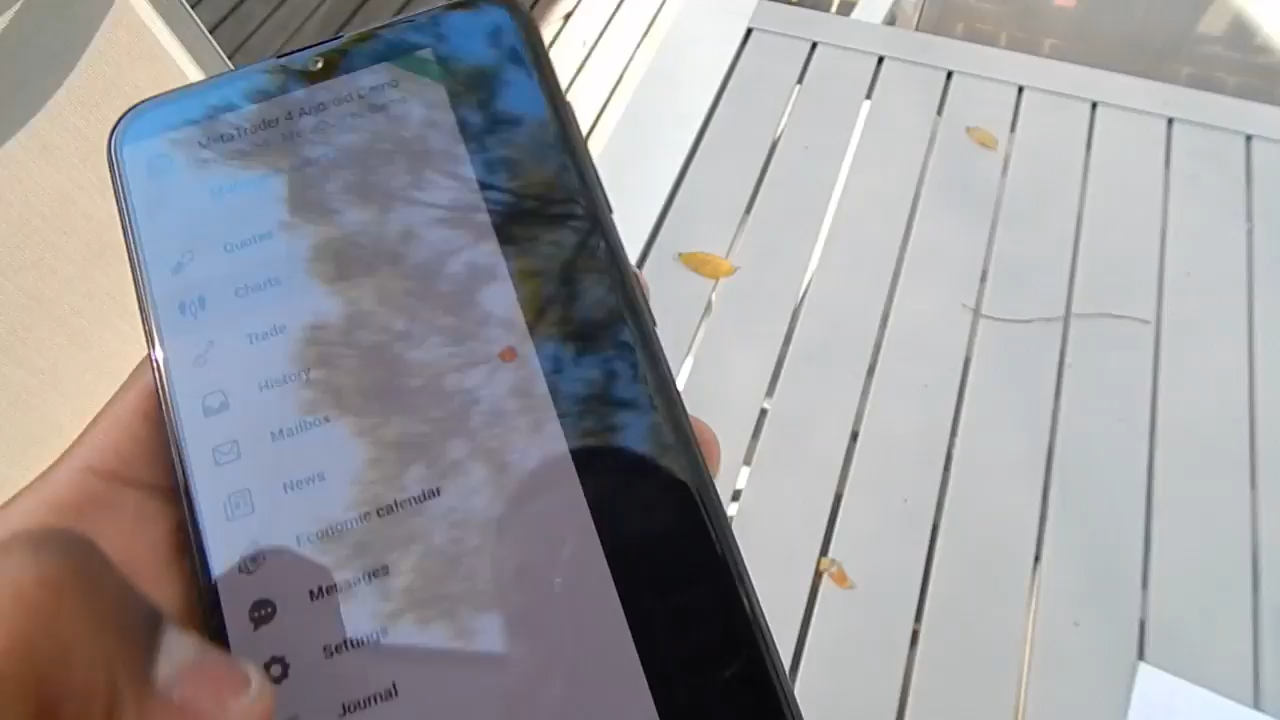 MetaTrader 4 Android Demo
Quotes
Charts
Trade
History
Mailbox
News
Economic calendar
Messages
Settings
Journal